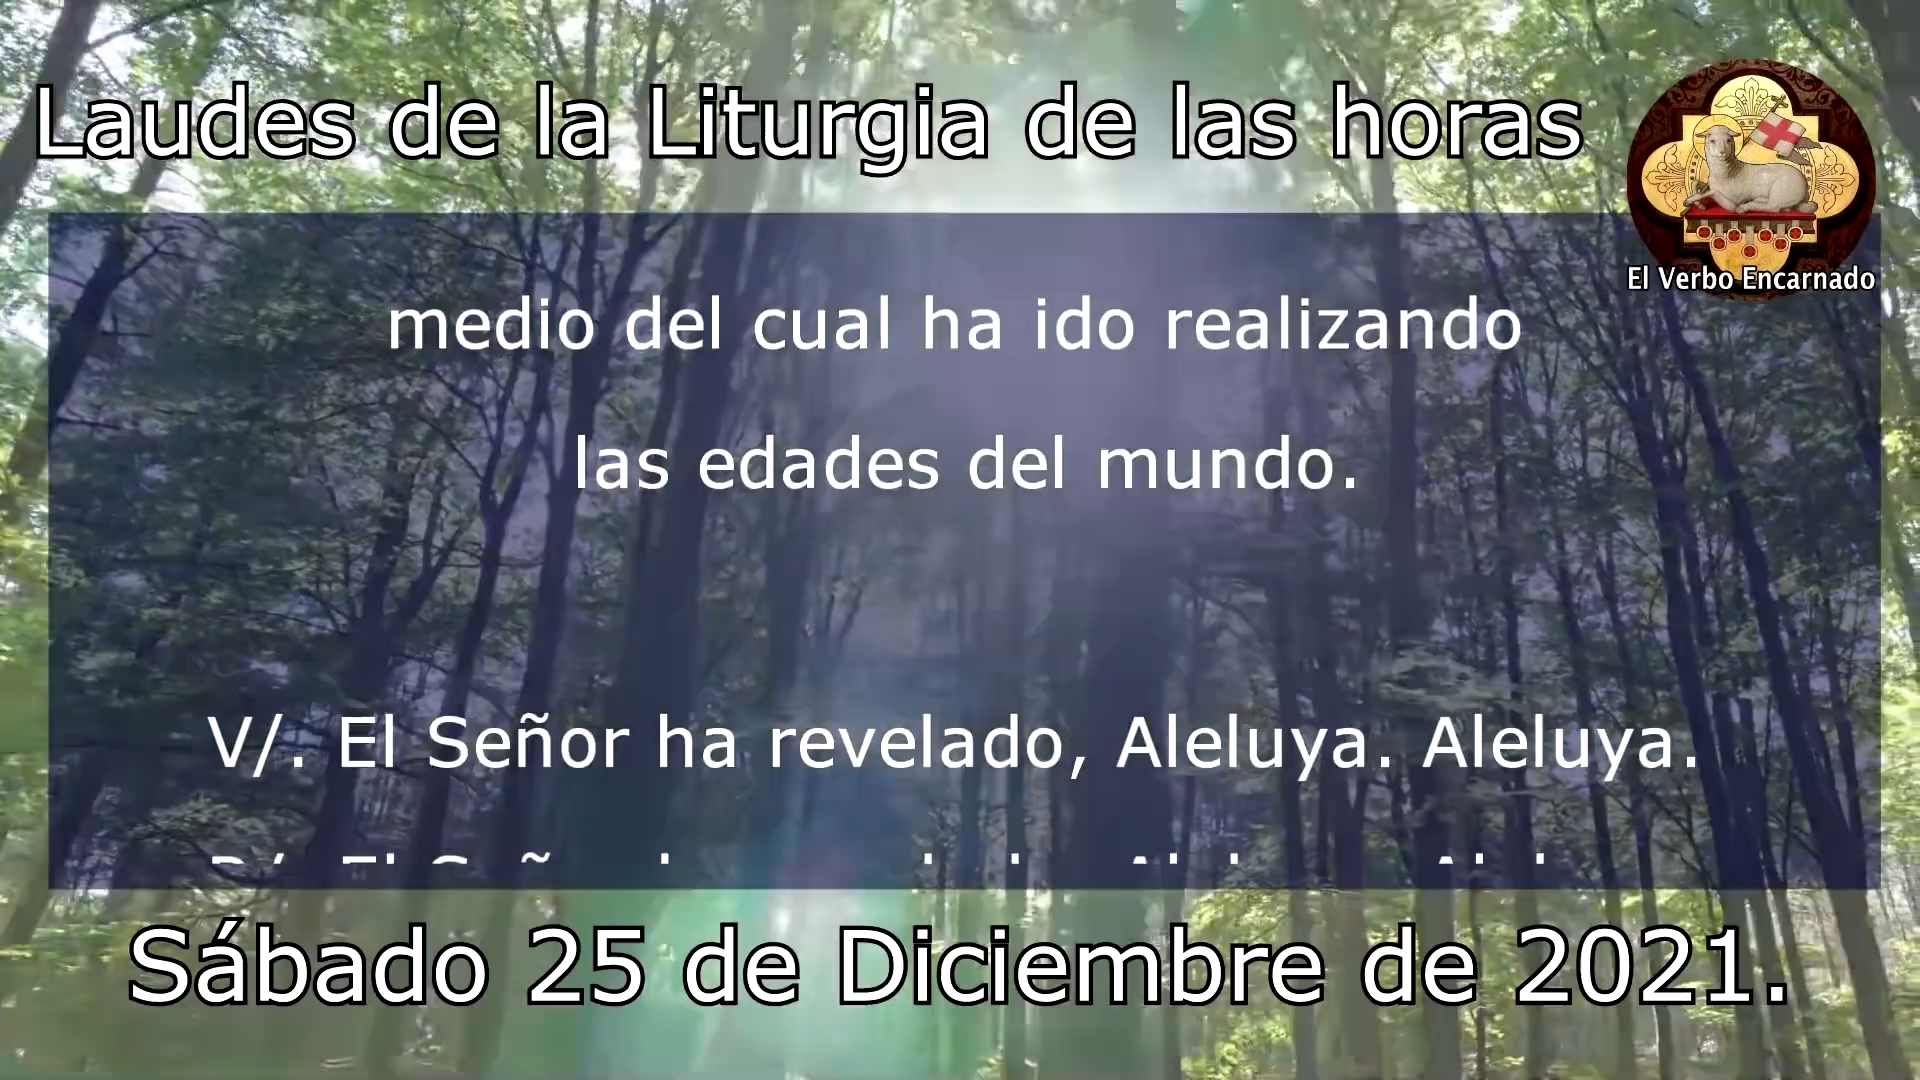 Laudes de la Liturgia de las horas
El Verbo Encarnado
medio del cual ha ido realizando
las edades del mundo.
V/. El Señor ha revelado, Aleluya. Aleluya.
Sábado 25 de Diciembre de 2021.